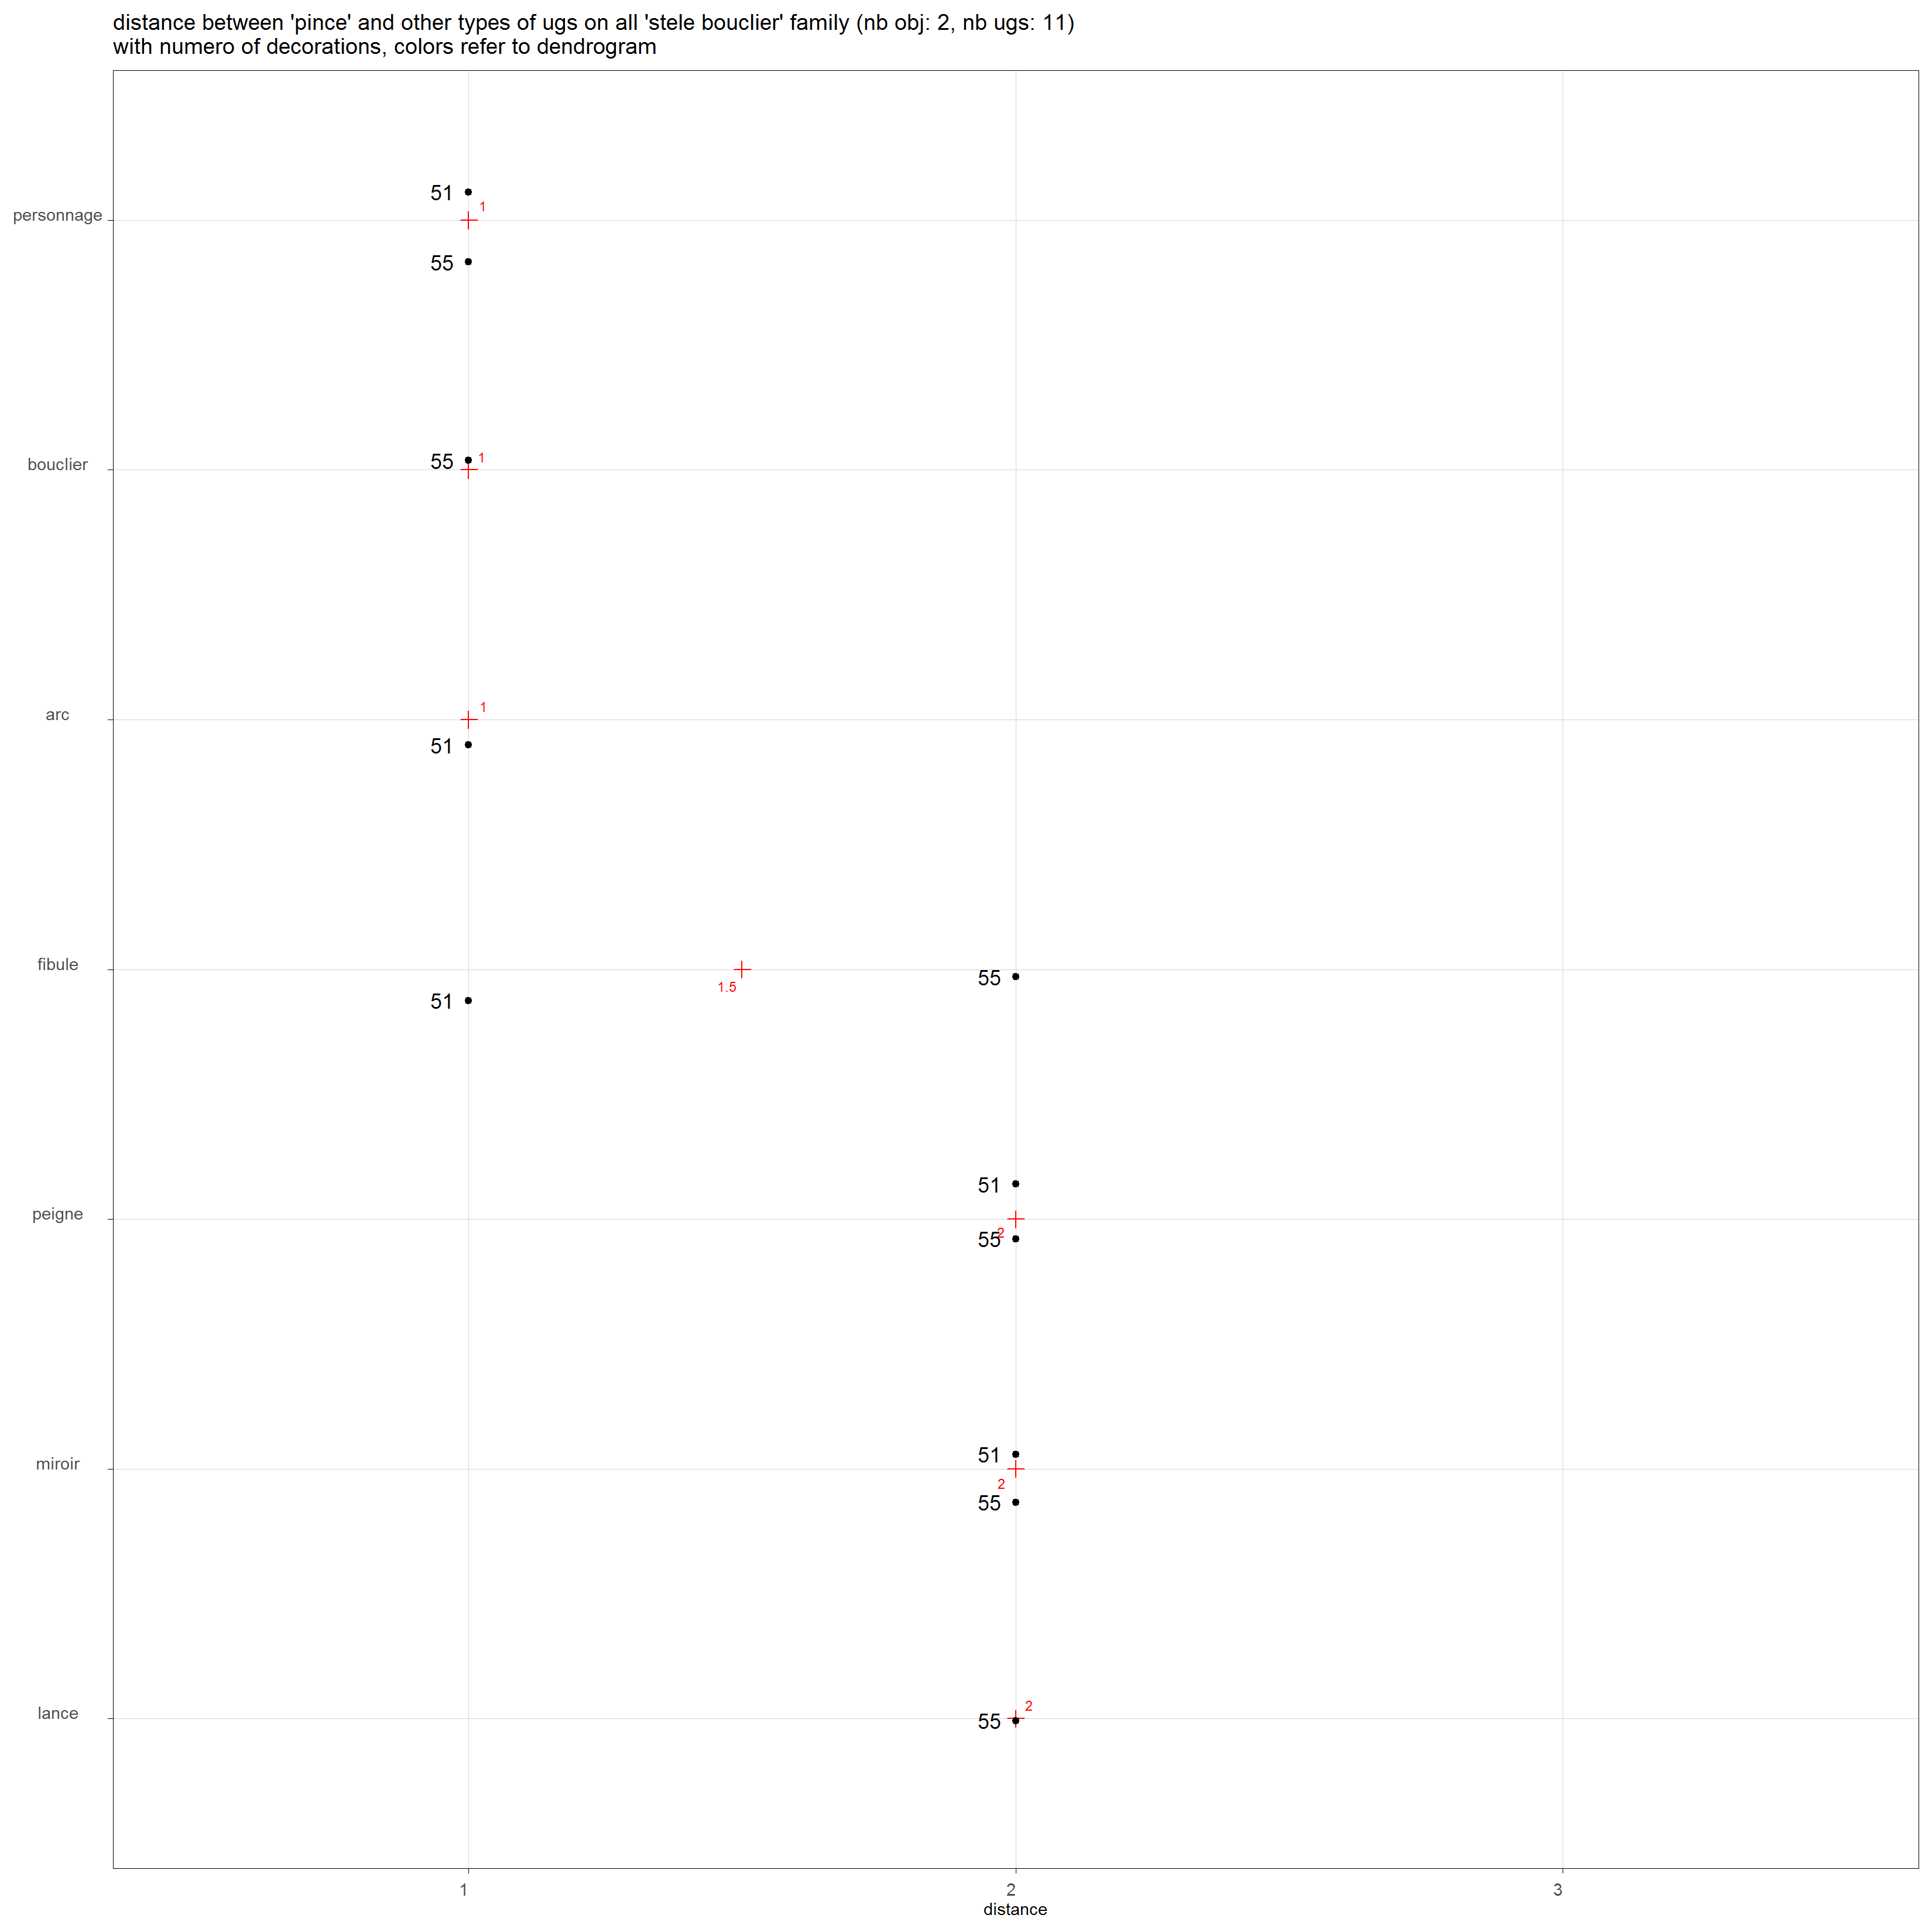 distance between 'pince' and other types of ugs on all 'stele bouclier' family (nb obj: 2, nb ugs: 11)
with numero of decorations, colors refer to dendrogram
51
1
personnage
55
bouclier
55
1
arc
1
51
fibule
1.5
55
51
51
peigne
2
55
51
miroir
2
55
2
lance
55
1
2
3
distance